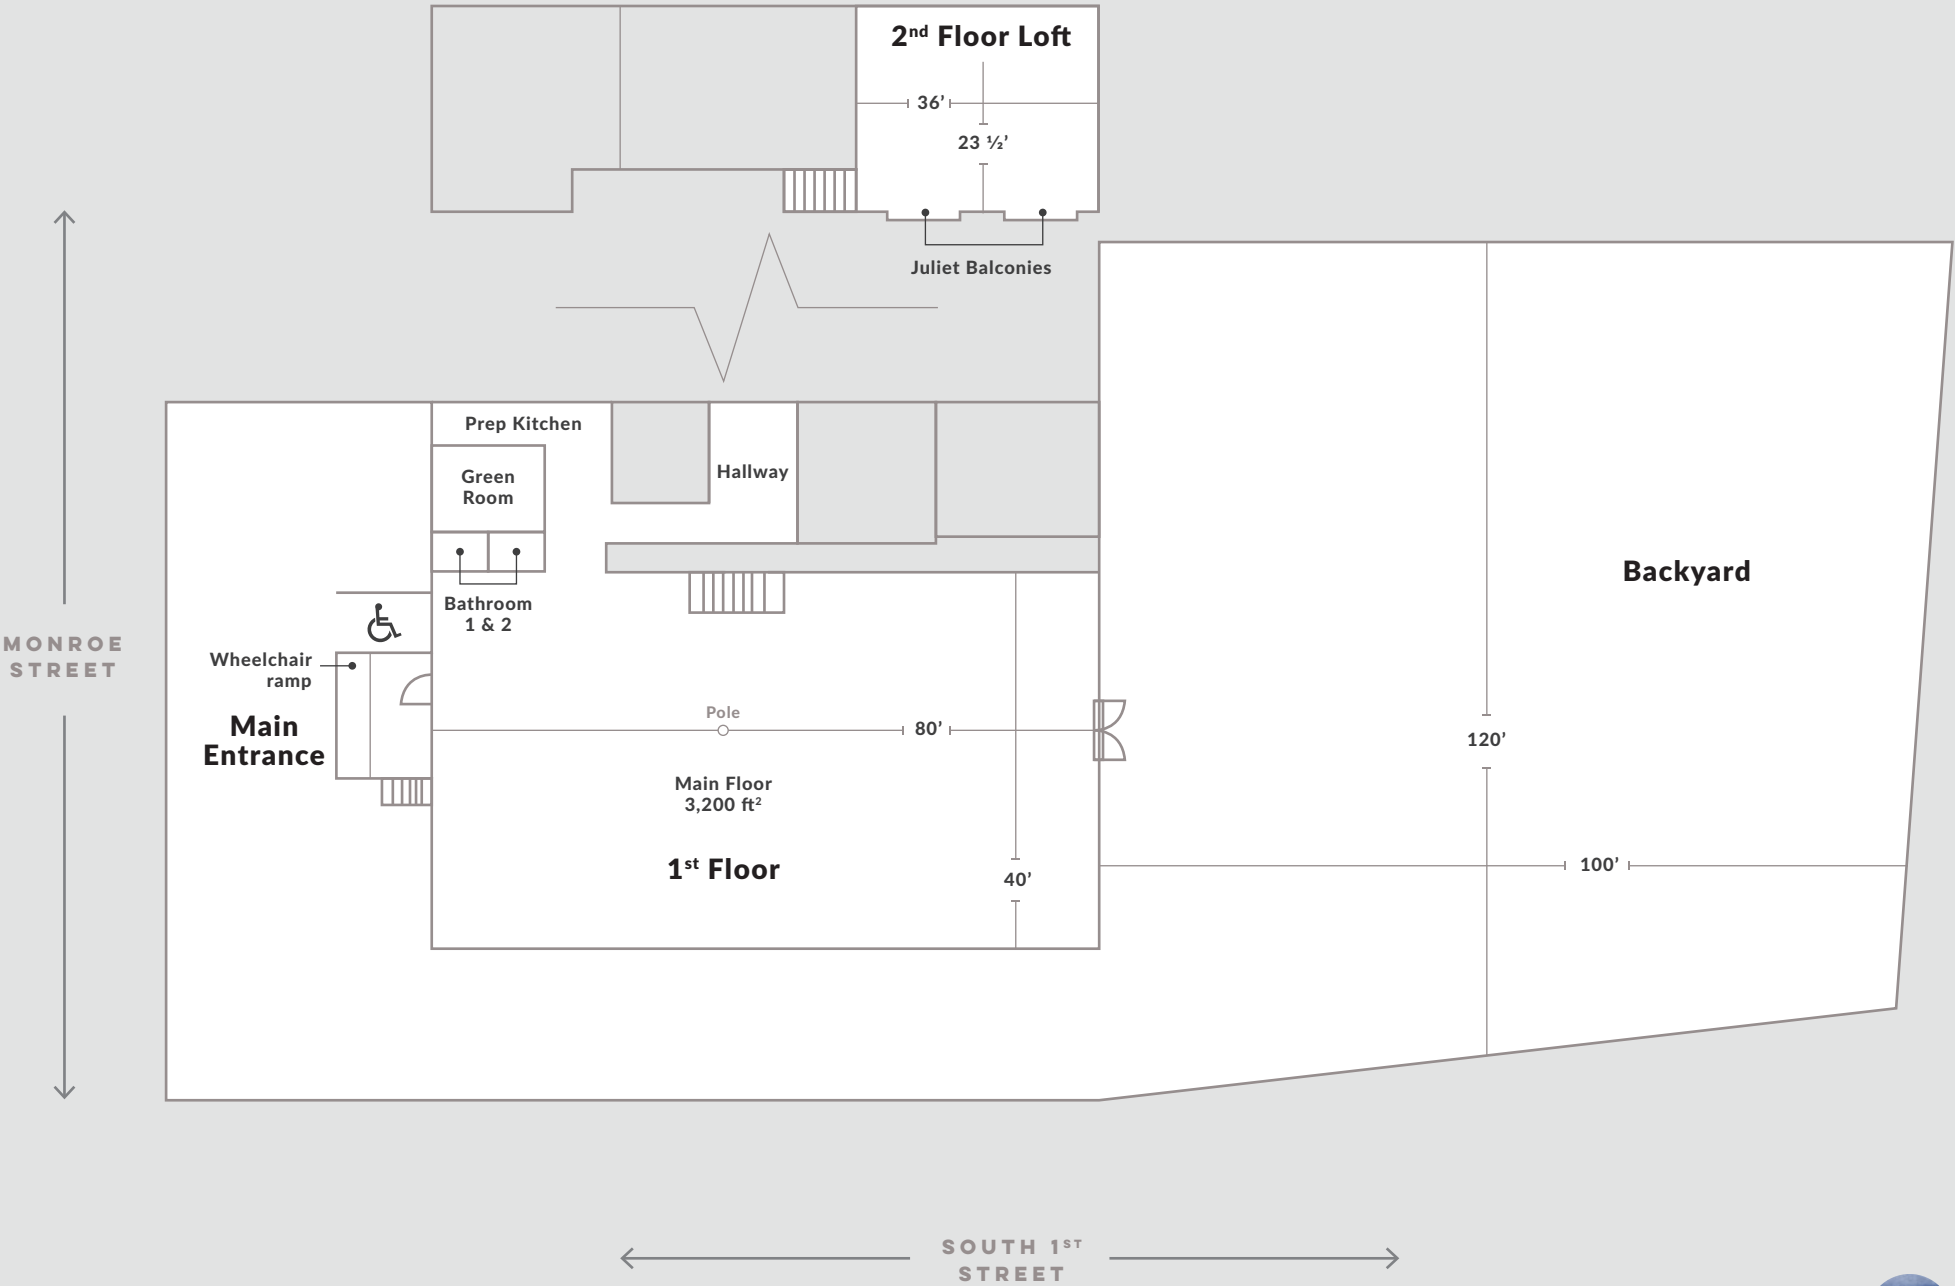 2nd Floor Loft
36’
23 ½’
Juliet Balconies
Prep Kitchen
Hallway
Green
Room
Backyard
Bathroom
1 & 2
MONROE
STREET
Wheelchair
ramp
Main
Entrance
Pole
80’
120’
Main Floor
3,200 ft²
1st Floor
40’
100’
SOUTH 1ST
STREET